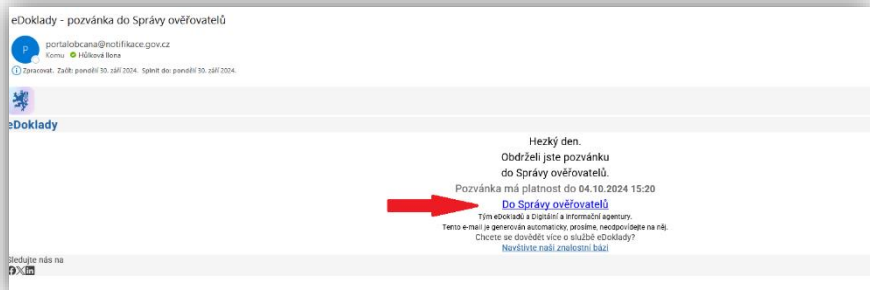 eDoklady - pozvánka do Správy ověřovatelů
P
portalobcana@notifikace.gov.cz
Komu Hůlková Ilona
Zpracovat. Začít: pondělí 30. září 2024. Splnit do: pondělí 30. září 2024.
eDoklady
Hezký den.
Obdrželi jste pozvánku
do Správy ověřovatelů.
Pozvánka má platnost do 04.10.2024 15:20
Do Správy ověřovatelů
Tým eDokladů a Digitální a informační agentury.
Tento e-mail je generován automaticky, prosíme, neodpovídejte na něj.
Chcete se dovědět více o službě eDoklady?
Navštivte naši znalostní bázi
Sledujte nás na